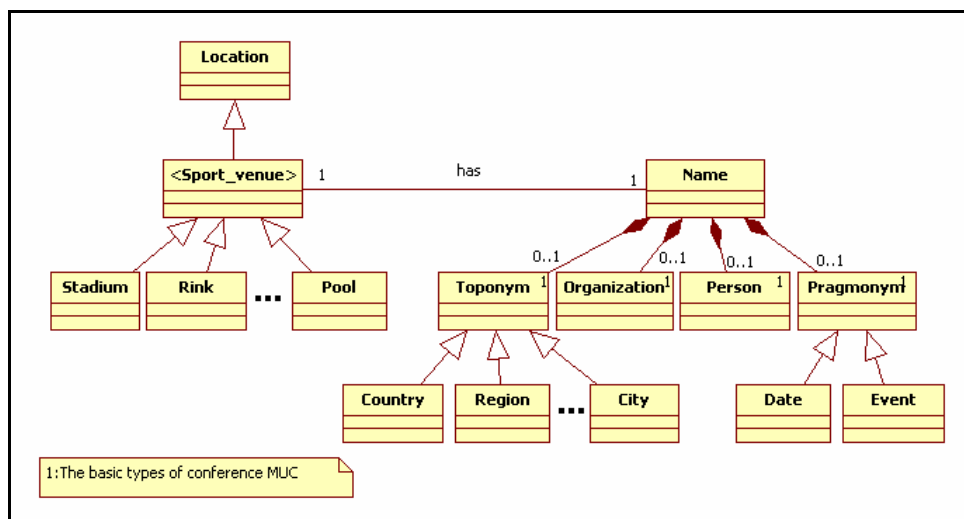 Location
<Sport_venue>
1
has
1
Name
0..1
0..1
0..1
0..1
Stadium
Rink
...
Pool
Toponym 1
Organization 1
Person 1
Pragmonym 1
Country
Region
...
City
Date
Event
1:The basic types of conference MUC